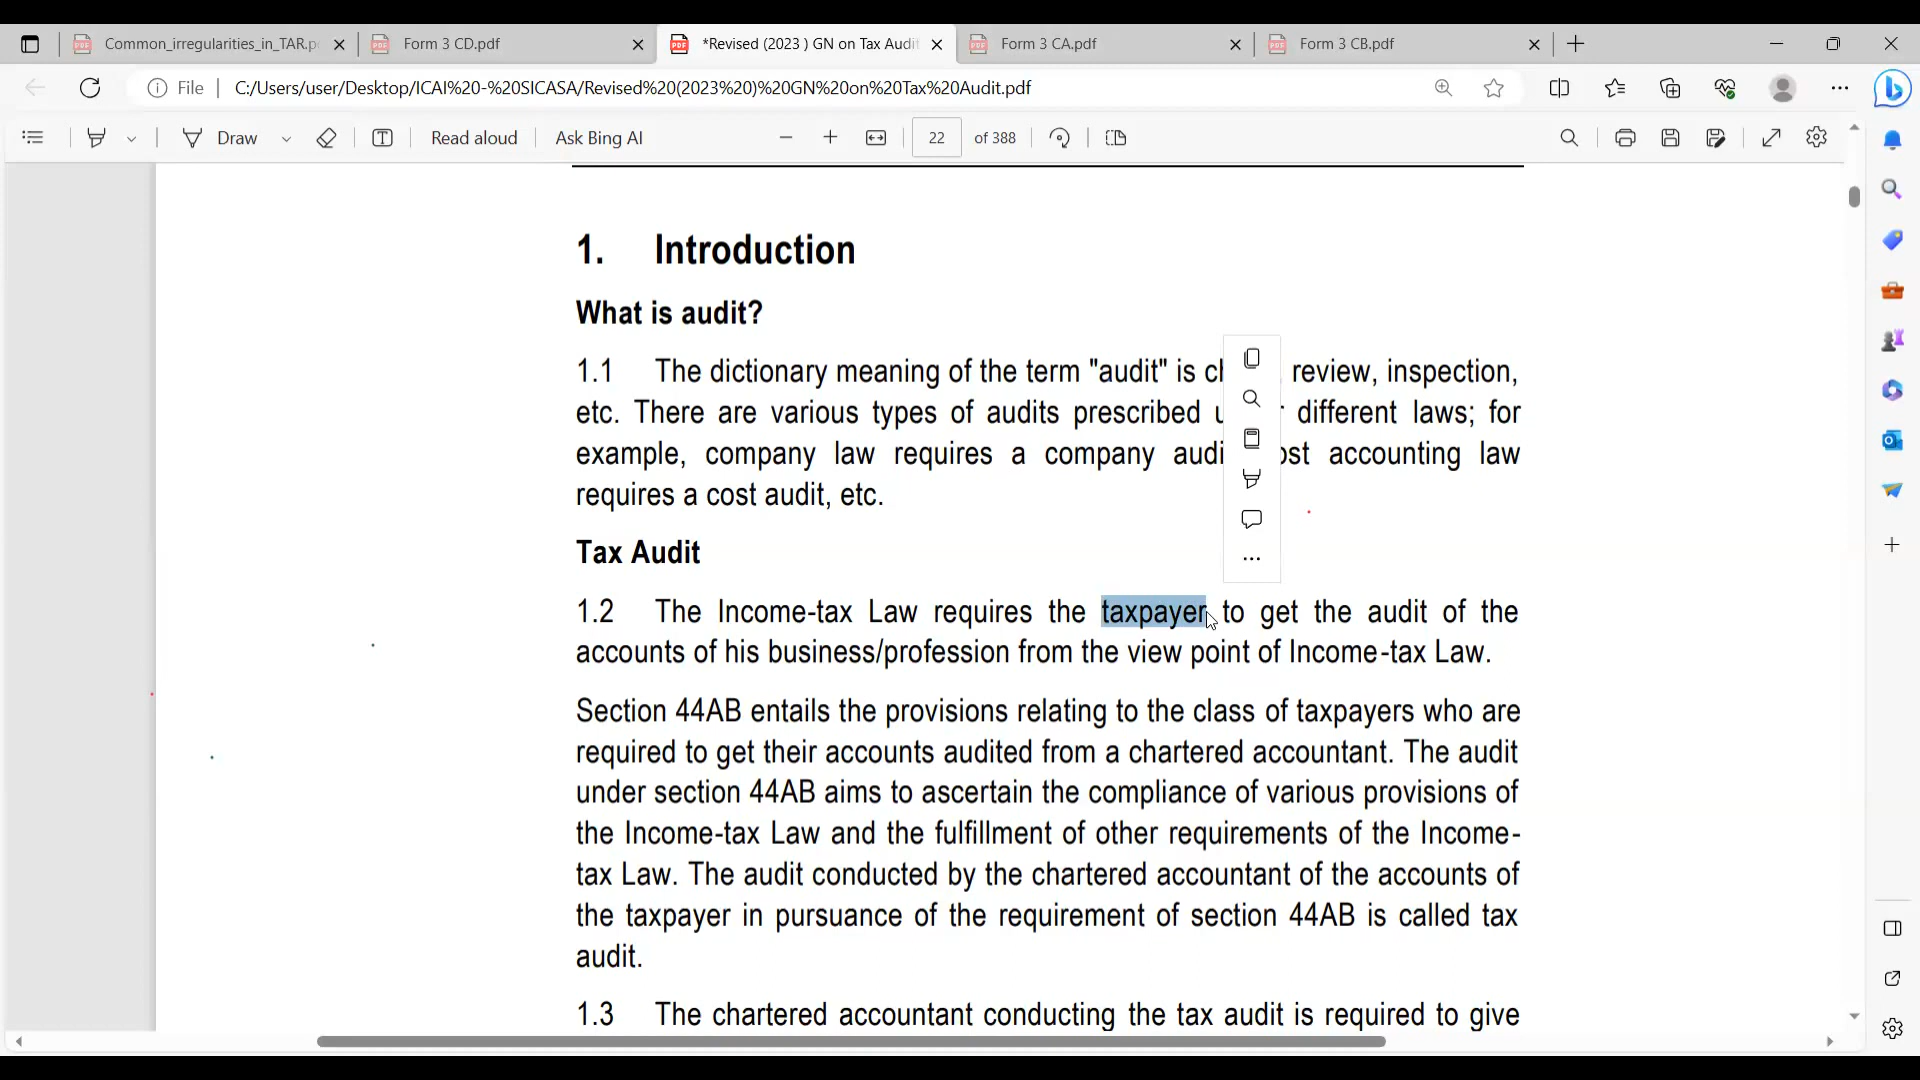 Common_irregularities_in_TAR.p
Form 3 CD.pdf
*Revised (2023 ) GN on Tax Audit
Form 3 CA.pdf
Form 3 CB.pdf
File
C:/Users/user/Desktop/ICAI%20-%20SICASA/Revised%20(2023%20)%20GN%20on%20Tax%20Audit.pdf
Draw
Read aloud
Ask Bing AI
22
of 388
1. Introduction
What is audit?
1.1 The dictionary meaning of the term "audit" is review, inspection,
etc. There are various types of audits prescribed different laws; for
example, company law requires a company accounting law
requires a cost audit, etc.
Tax Audit
1.2 The Income-tax Law requires the taxpayer to get the audit of the
accounts of his business/profession from the view point of Income-tax Law.
Section 44AB entails the provisions relating to the class of taxpayers who are
required to get their accounts audited from a chartered accountant. The audit
under section 44AB aims to ascertain the compliance of various provisions of
the Income-tax Law and the fulfillment of other requirements of the Income-
tax Law. The audit conducted by the chartered accountant of the accounts of
the taxpayer in pursuance of the requirement of section 44AB is called tax
audit.
1.3 The chartered accountant conducting the tax audit is required to give